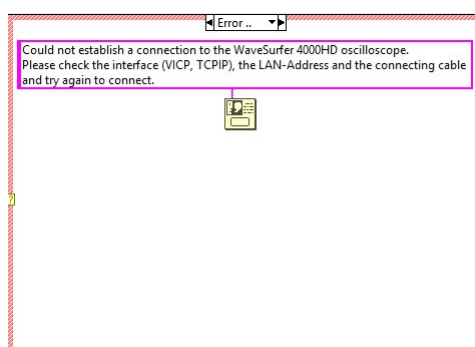 Error ..
Could not establish a connection to the WaveSurfer 4000HD oscilloscope.
Please check the interface (VICP, TCPIP), the LAN-Address and the connecting cable
and try again to connect.
?